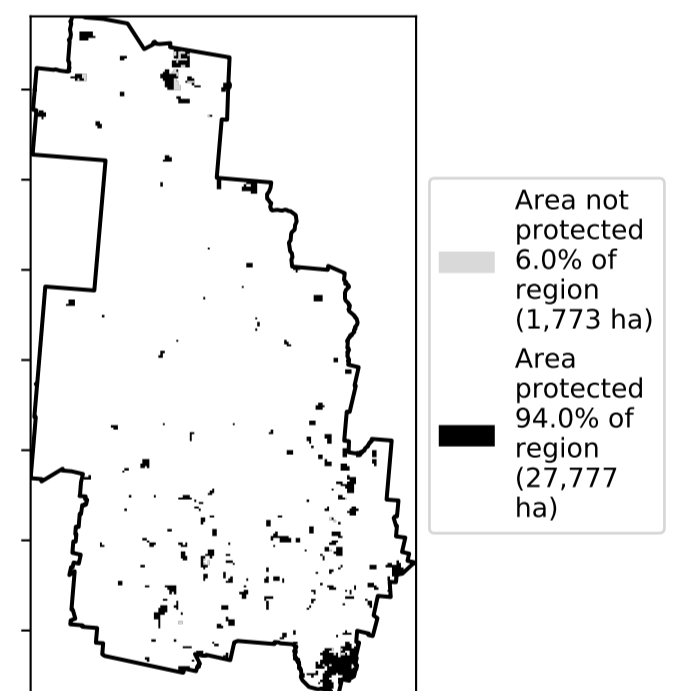 Area not
protected
6.0% of
region
(1,773 ha)
Area
protected
94.0% of
region
(27,777
ha)